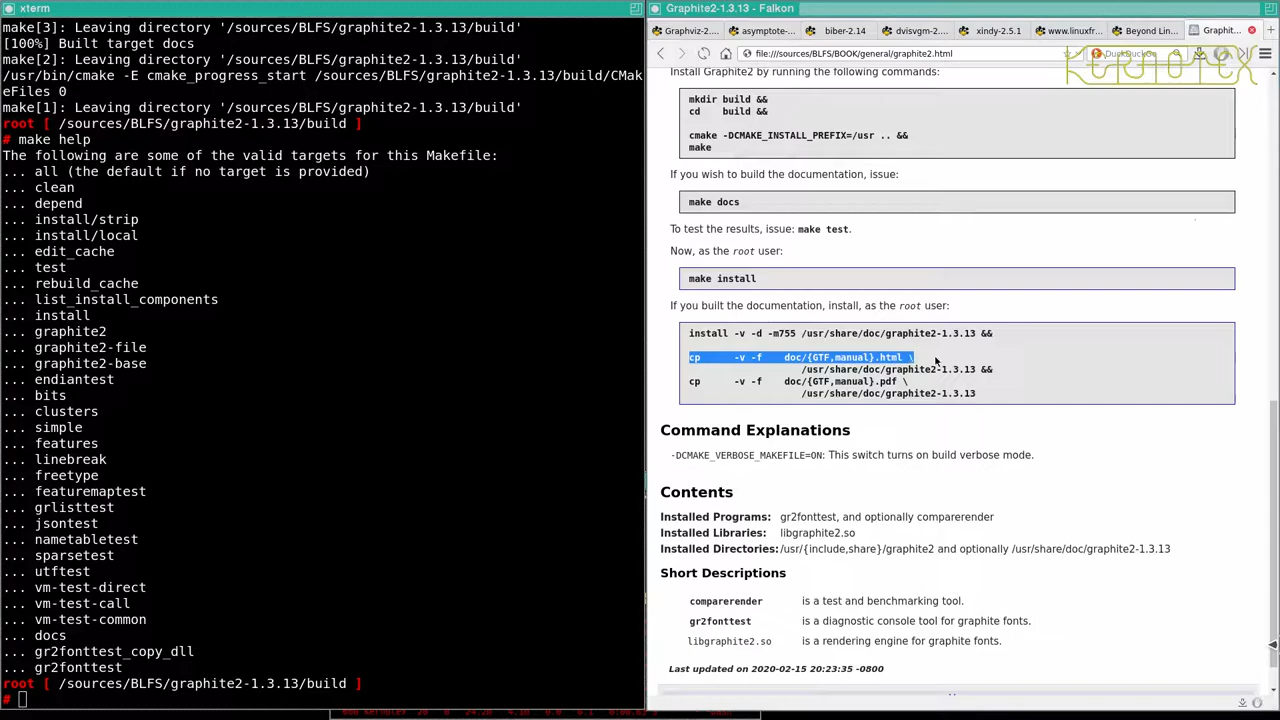 xterm
make[3]: Leaving directory '/sources/BLFS/graphite2-1.3.13/build'
[100%] Built target docs
make[2]: Leaving directory '/sources/BLFS/graphite2-1.3.13/build'
/usr/bin/cmake -E cmake_progress_start /sources/BLFS/graphite2-1.3.13/build/CMak
eFiles 0
make[1]: Leaving directory '/sources/BLFS/graphite2-1.3.13/build'
root [ /sources/BLFS/graphite2-1.3.13/build ]
# make help
The following are some of the valid targets for this Makefile:
... all (the default if no target is provided)
... clean
... depend
... install/strip
... install/local
... edit_cache
... test
... rebuild_cache
... list_install_components
... install
... graphite2
... graphite2-file
... graphite2-base
... endiantest
... bits
... clusters
... simple
... features
... linebreak
... freetype
... featuremaptest
... grlisttest
... jsontest
... nametabletest
... sparsetest
... utftest
... vm-test-direct
... vm-test-call
... vm-test-common
... docs
... gr2fonttest_copy_dll
... gr2fonttest
root [ /sources/BLFS/graphite2-1.3.13/build ]
#
Graphite2-1.3.13 - Falkon
Graphviz-2.... asymptote-... biber-2.14 dvisvgm-2.... xindy-2.5.1 www.linuxfr... Beyond Lin... Graphit...
file:///sources/BLFS/BOOK/general/graphite2.html DuckDuckGo
Install Graphite2 by running the following commands:
mkdir build &&
cd    build &&
cmake -DCMAKE_INSTALL_PREFIX=/usr .. &&
make
If you wish to build the documentation, issue:
make docs
To test the results, issue: make test.
Now, as the root user:
make install
If you built the documentation, install, as the root user:
install -v -d -m755 /usr/share/doc/graphite2-1.3.13 &&
cp      -v -f    doc/{GTF,manual}.html \
/usr/share/doc/graphite2-1.3.13 &&
cp      -v -f    doc/{GTF,manual}.pdf \
/usr/share/doc/graphite2-1.3.13
Command Explanations
-DCMAKE_VERBOSE_MAKEFILE=ON: This switch turns on build verbose mode.
Contents
Installed Programs: gr2fonttest, and optionally comparerender
Installed Libraries: libgraphite2.so
Installed Directories: /usr/{include,share}/graphite2 and optionally /usr/share/doc/graphite2-1.3.13
Short Descriptions
comparerender is a test and benchmarking tool.
gr2fonttest is a diagnostic console tool for graphite fonts.
libgraphite2.so is a rendering engine for graphite fonts.
Last updated on 2020-02-15 20:23:35 -0800